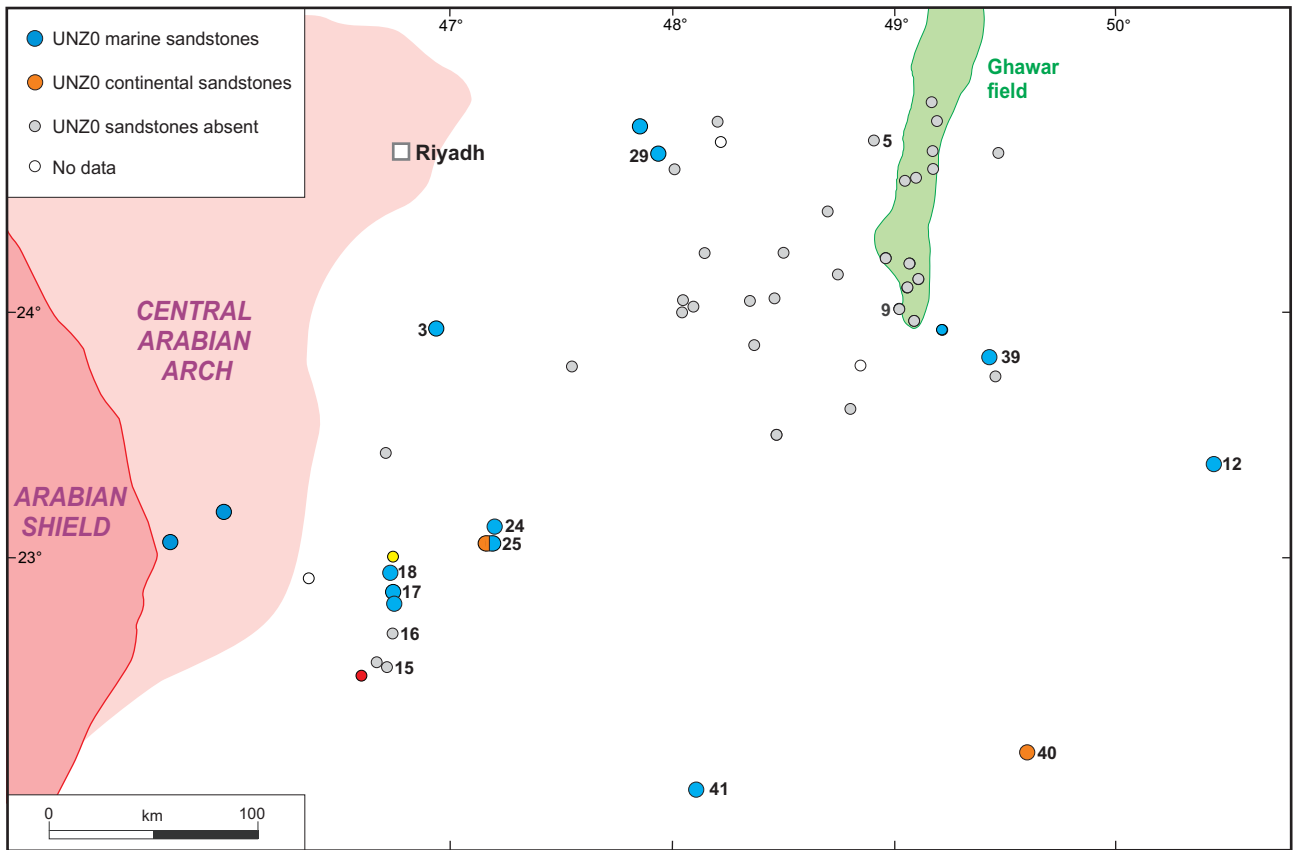 47°
48°
49°
50°
UNZ0 marine sandstones
UNZ0 continental sandstones
UNZ0 sandstones absent
No data
Ghawar
field
Riyadh
29
5
24°
CENTRAL
ARABIAN
ARCH
3
9
39
12
ARABIAN
SHIELD
24
25
23°
18
17
16
15
40
41
0
km
100